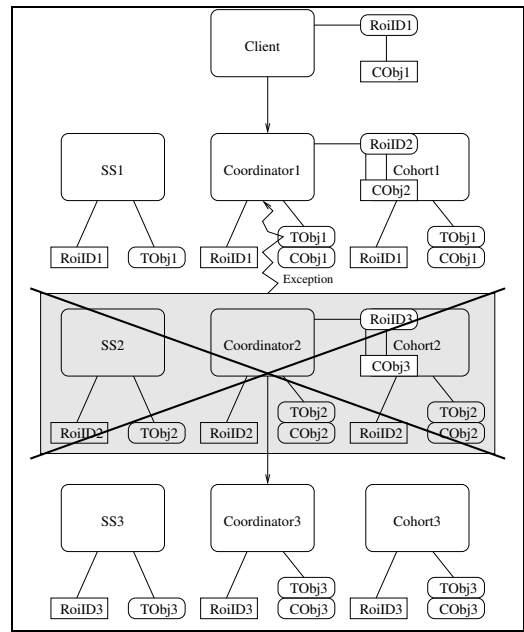 RoiID1
Client
CObj1
RoiID2
SS1
Coordinator1
Cohort1
CObj2
TObj1
TObj1
RoiID1
TObj1
RoiID1
CObj1
RoiID1
CObj1
Exception
RoiID3
SS2
Coordinator2
Cohort2
CObj3
TObj2
TObj2
RoiID2
TObj2
RoiID2
CObj2
RoiID2
CObj2
SS3
Coordinator3
Cohort3
TObj3
TObj3
RoiID3
TObj3
RoiID3
CObj3
RoiID3
CObj3